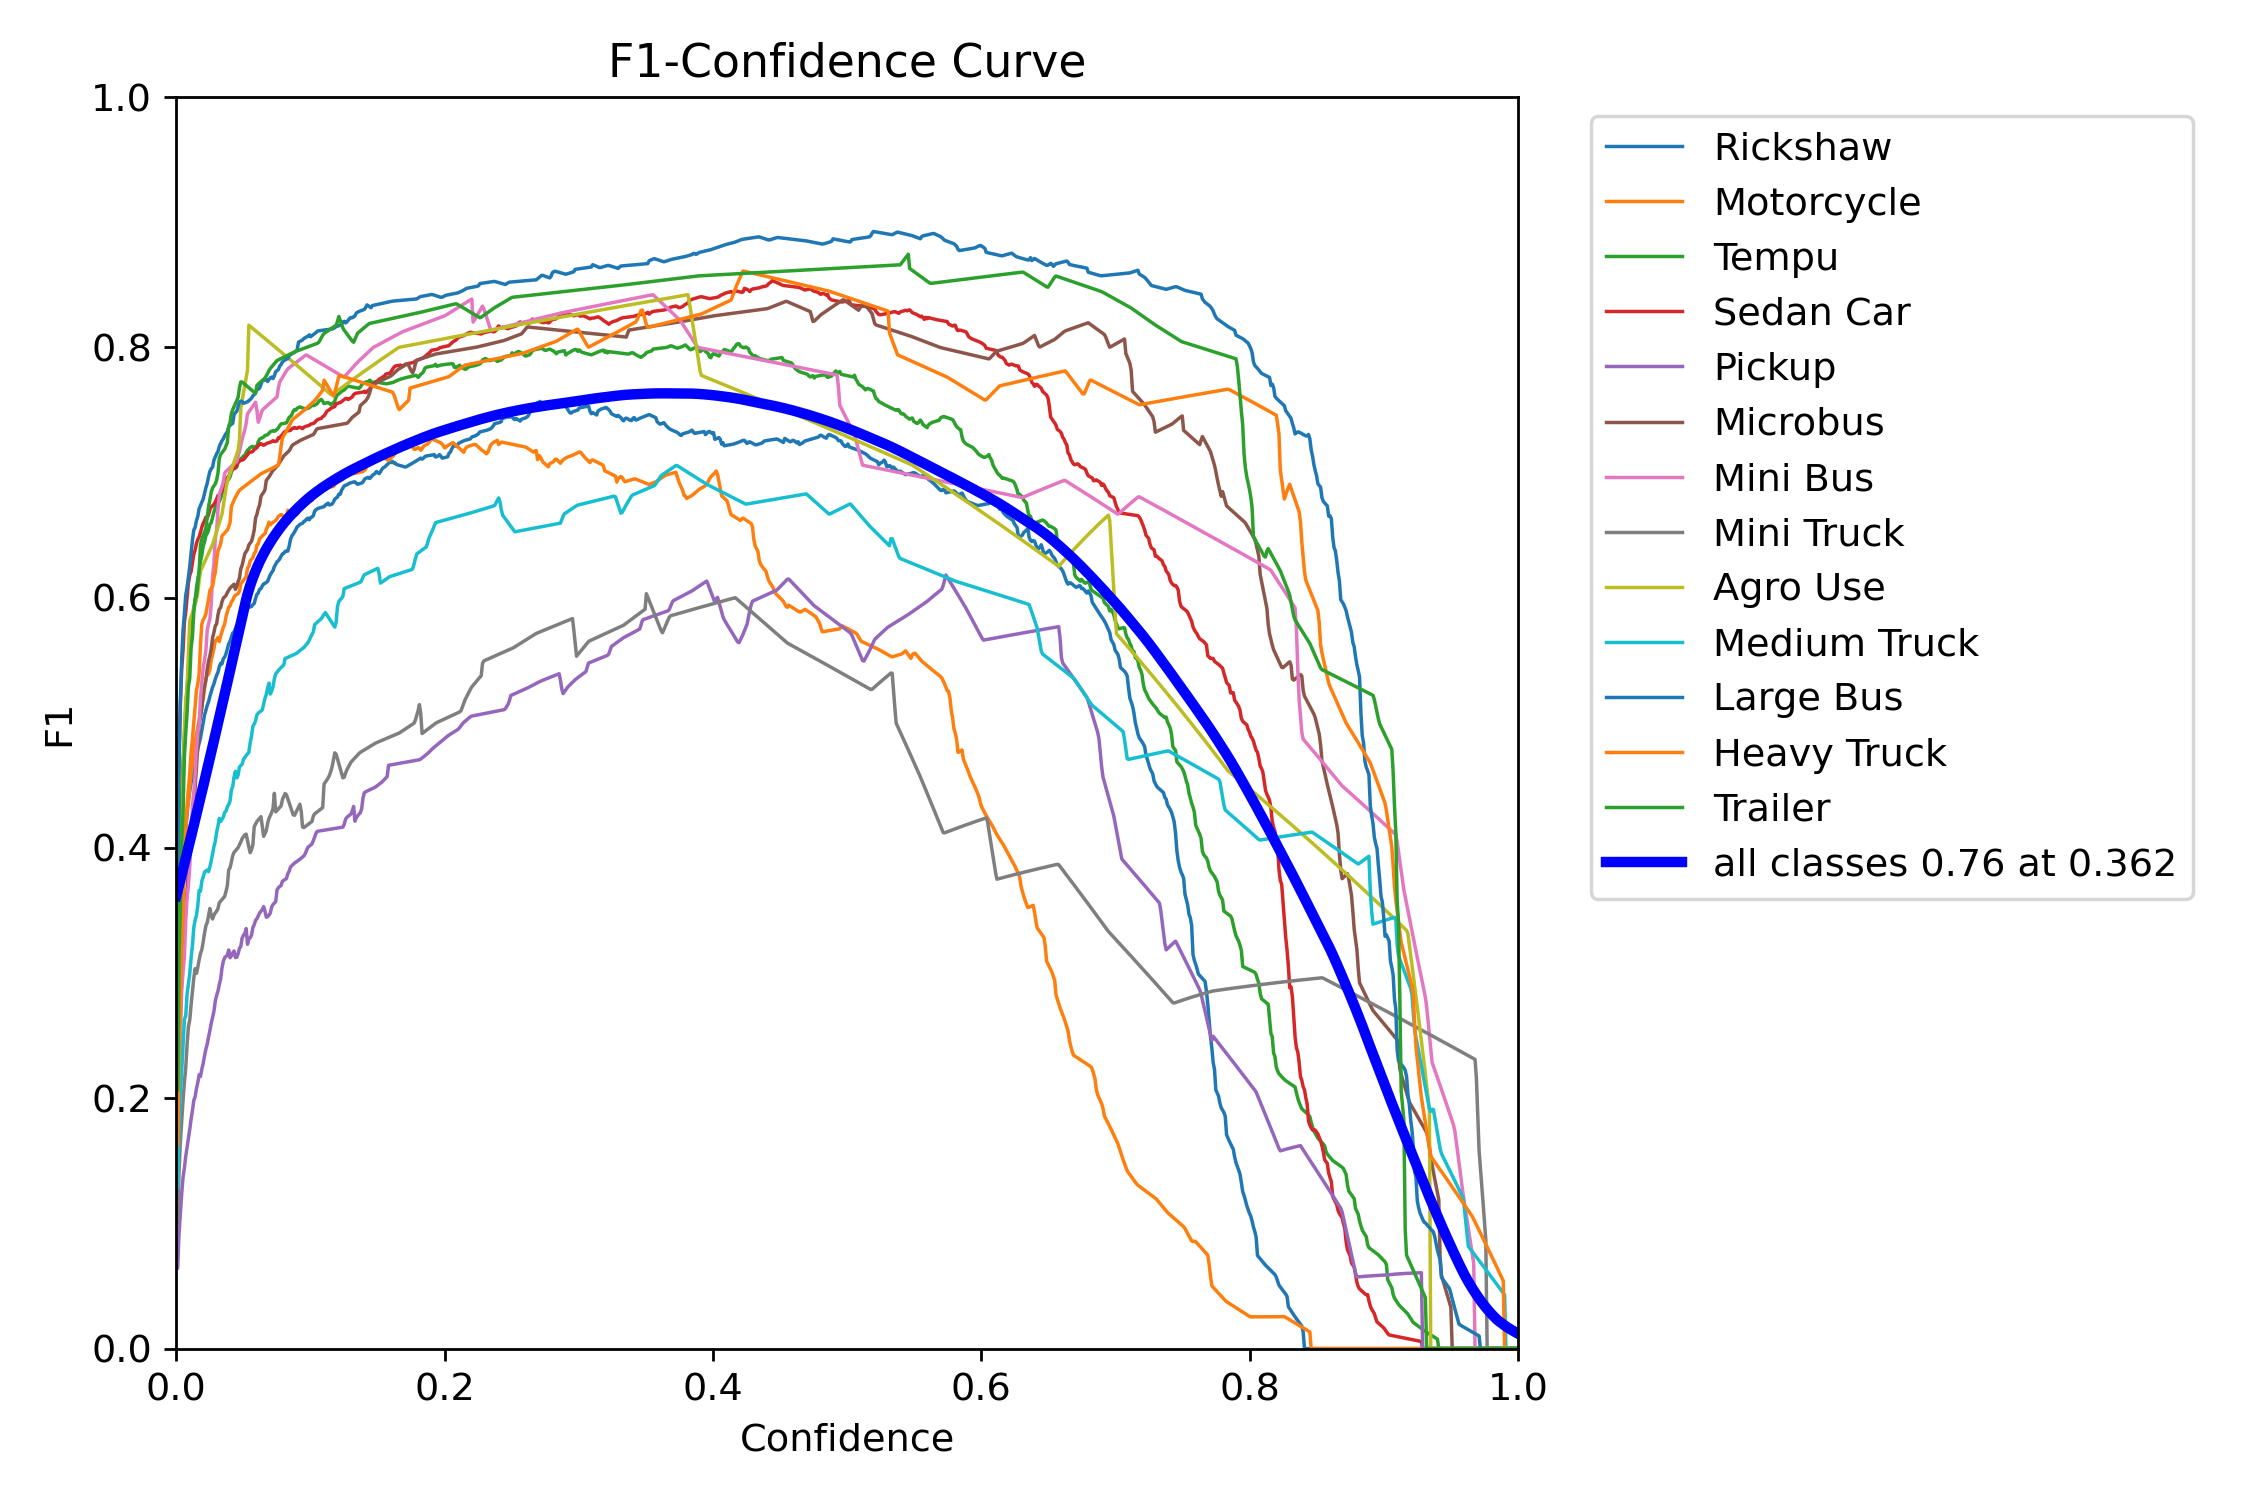 F1-Confidence Curve
1.0
0.8
0.6
0.4
0.2
0.0
F1
0.0 0.2 0.4 0.6 0.8 1.0
Confidence
Rickshaw
Motorcycle
Tempu
Sedan Car
Pickup
Microbus
Mini Bus
Mini Truck
Agro Use
Medium Truck
Large Bus
Heavy Truck
Trailer
all classes 0.76 at 0.362